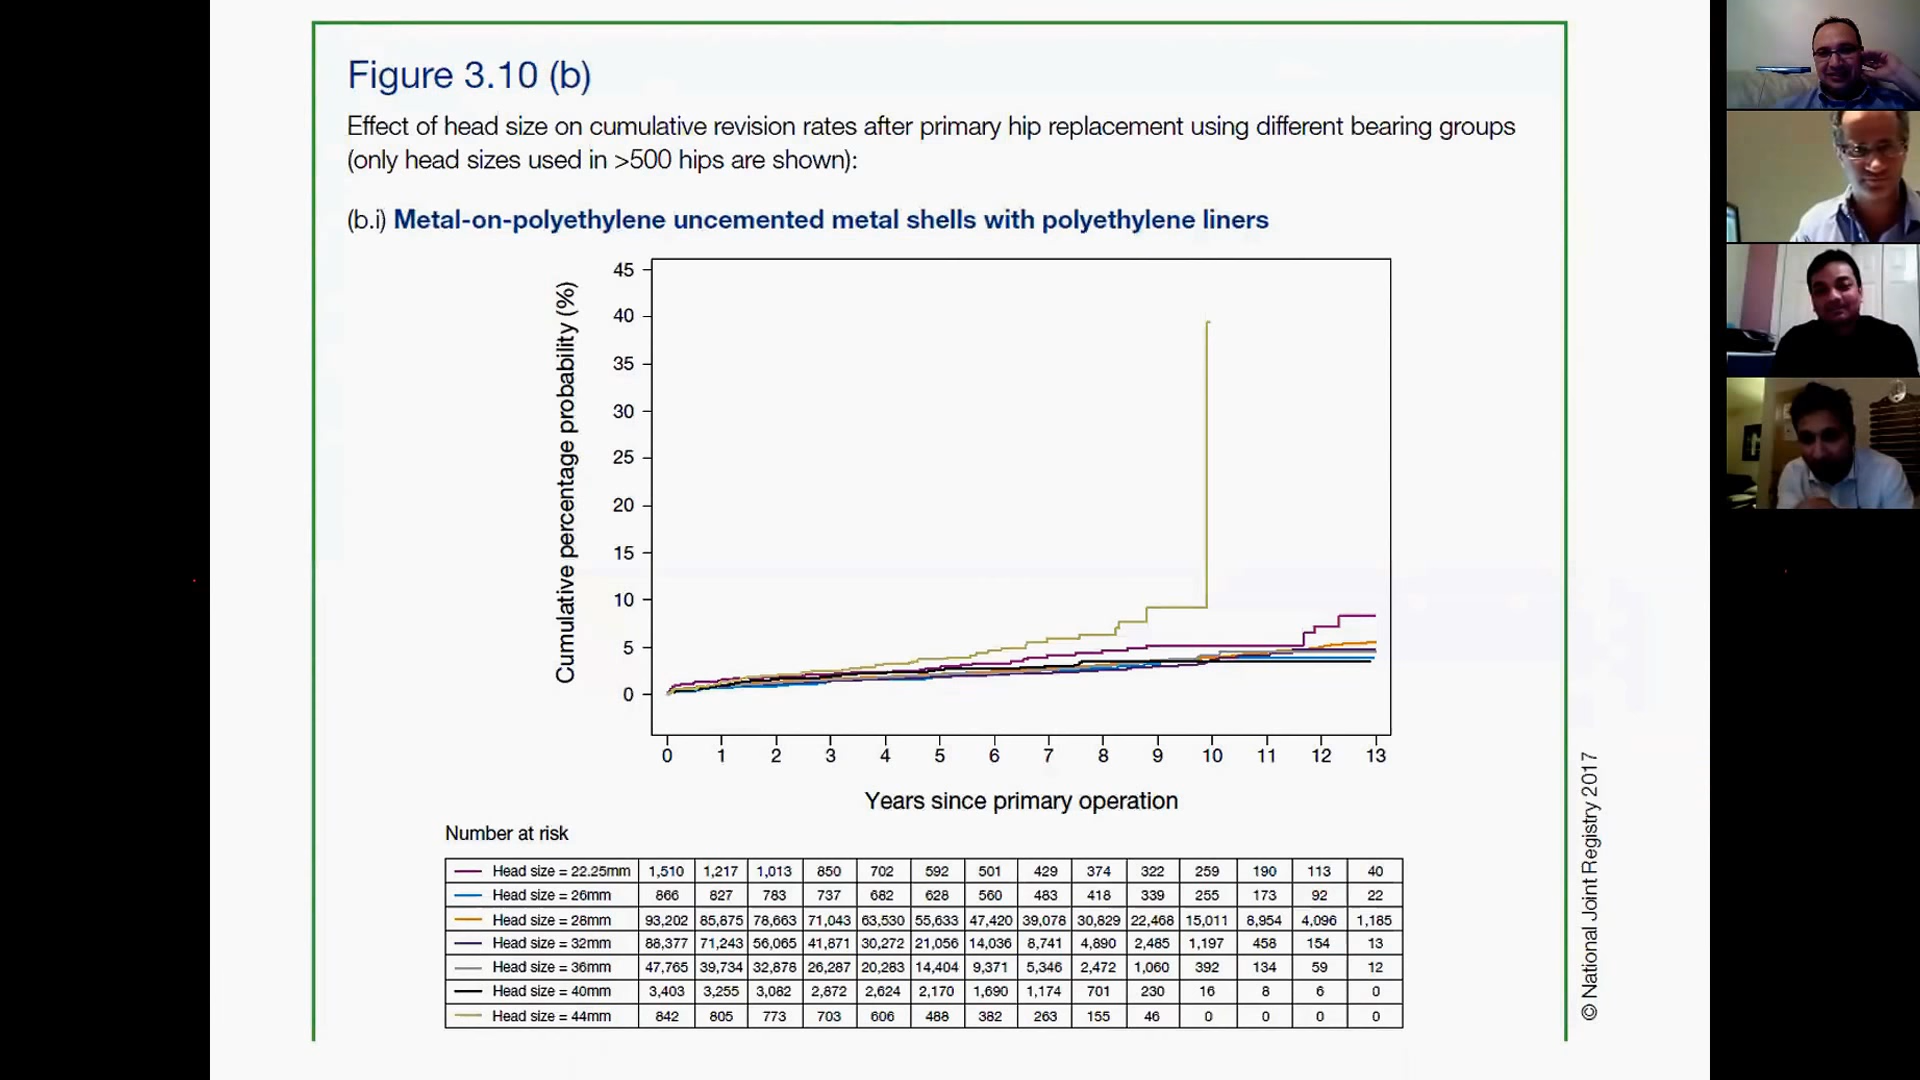 Figure 3.10 (b)
Effect of head size on cumulative revision rates after primary hip replacement using different bearing groups
(only head sizes used in >500 hips are shown):
(b.i) Metal-on-polyethylene uncemented metal shells with polyethylene liners
Cumulative percentage probability (%)
45
40
35
30
25
20
15
10
5
0
0 1 2 3 4 5 6 7 8 9 10 11 12 13
Years since primary operation
Number at risk
Head size = 22.25mm 1,510 1,217 1,013 850 702 592 501 429 374 322 259 190 113 40
Head size = 26mm 866 827 783 737 682 628 560 483 418 339 255 173 92 22
Head size = 28mm 93,202 85,875 78,663 71,043 63,530 55,633 47,420 39,078 30,829 22,468 15,011 8,954 4,096 1,185
Head size = 32mm 88,377 71,243 56,065 41,871 30,272 21,056 14,036 8,741 4,890 2,485 1,197 458 154 13
Head size = 36mm 47,765 39,734 32,878 26,287 20,283 14,404 9,371 5,346 2,472 1,060 392 134 59 12
Head size = 40mm 3,403 3,255 3,082 2,872 2,624 2,170 1,690 1,174 701 230 16 8 6 0
Head size = 44mm 842 805 773 703 606 488 382 263 155 46 0 0 0 0
© National Joint Registry 2017